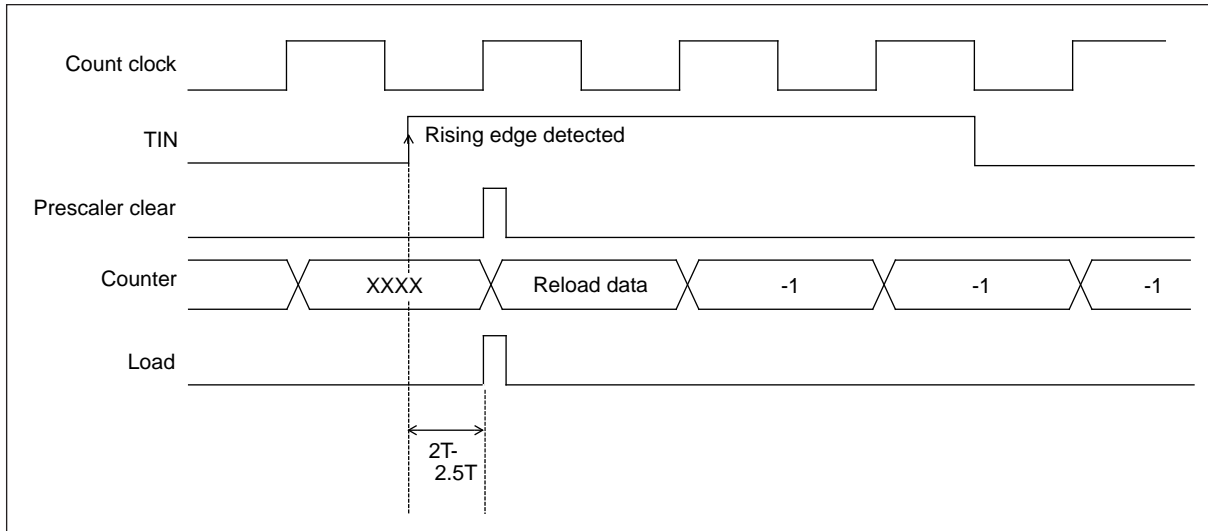 Count clock
TIN
Rising edge detected
Prescaler clear
Counter
XXXX
Reload data
-1
-1
-1
Load
2T-
2.5T